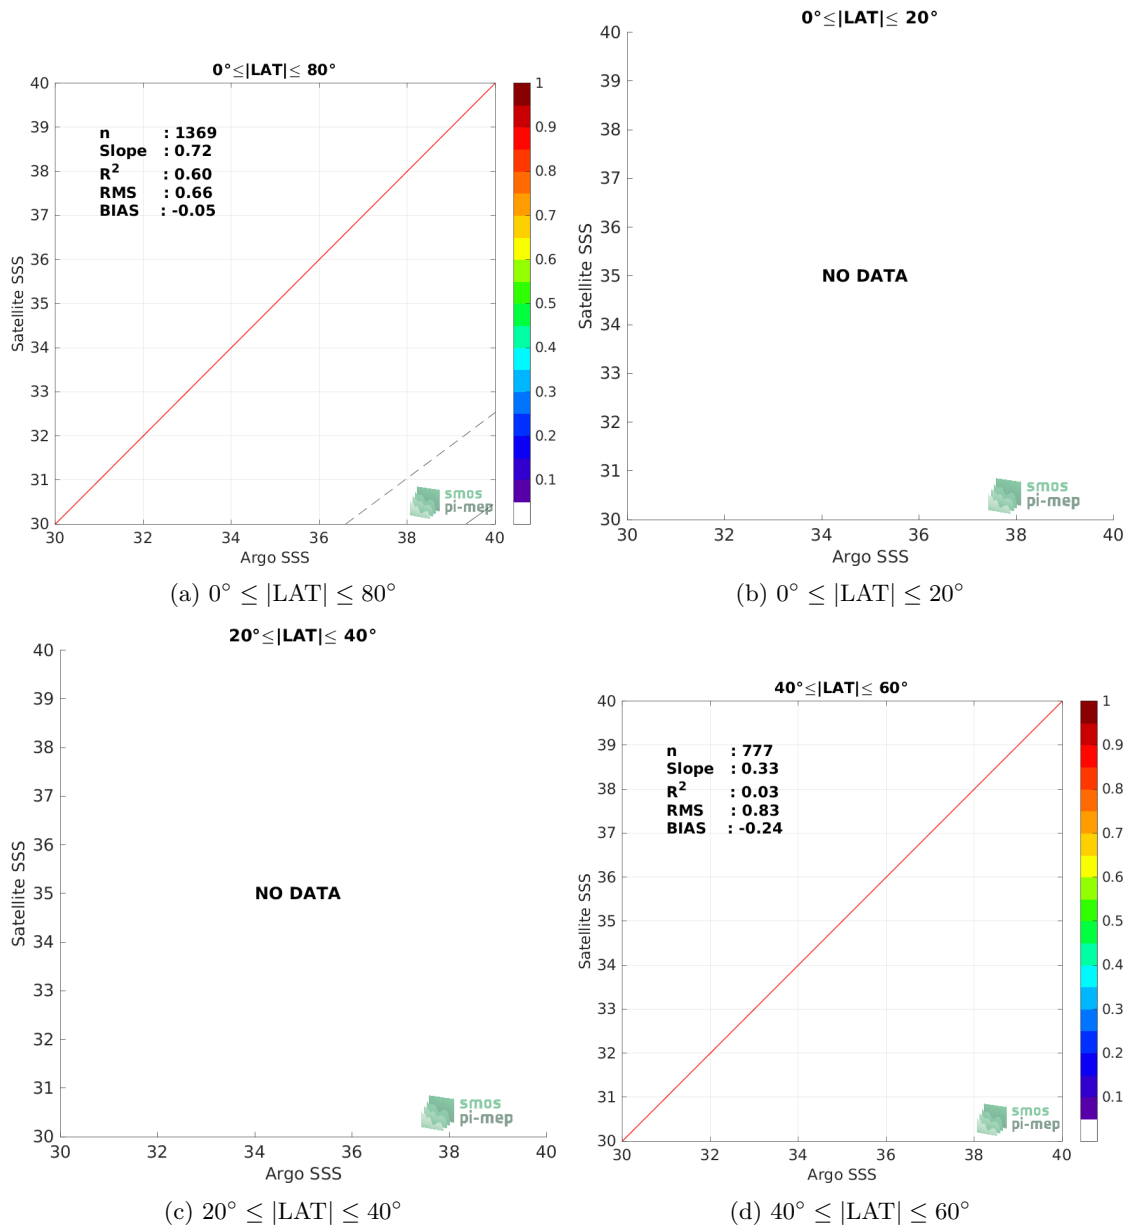 0°≤|LAT|≤ 80°
40
39
38
37
36
35
34
33
32
31
30
n : 1369
Slope : 0.72
R² : 0.60
RMS : 0.66
BIAS : -0.05
Satellite SSS
30 32 34 36 38 40
Argo SSS
smos
pi-mep
1
0.9
0.8
0.7
0.6
0.5
0.4
0.3
0.2
0.1
(a) 0° ≤ |LAT| ≤ 80°
0°≤|LAT|≤ 20°
40
39
38
37
36
35
34
33
32
31
30
NO DATA
Satellite SSS
30 32 34 36 38 40
Argo SSS
smos
pi-mep
(b) 0° ≤ |LAT| ≤ 20°
20°≤|LAT|≤ 40°
40
39
38
37
36
35
34
33
32
31
30
NO DATA
Satellite SSS
30 32 34 36 38 40
Argo SSS
smos
pi-mep
(c) 20° ≤ |LAT| ≤ 40°
40°≤|LAT|≤ 60°
40
39
38
37
36
35
34
33
32
31
30
n : 777
Slope : 0.33
R² : 0.03
RMS : 0.83
BIAS : -0.24
Satellite SSS
30 32 34 36 38 40
Argo SSS
smos
pi-mep
1
0.9
0.8
0.7
0.6
0.5
0.4
0.3
0.2
0.1
(d) 40° ≤ |LAT| ≤ 60°